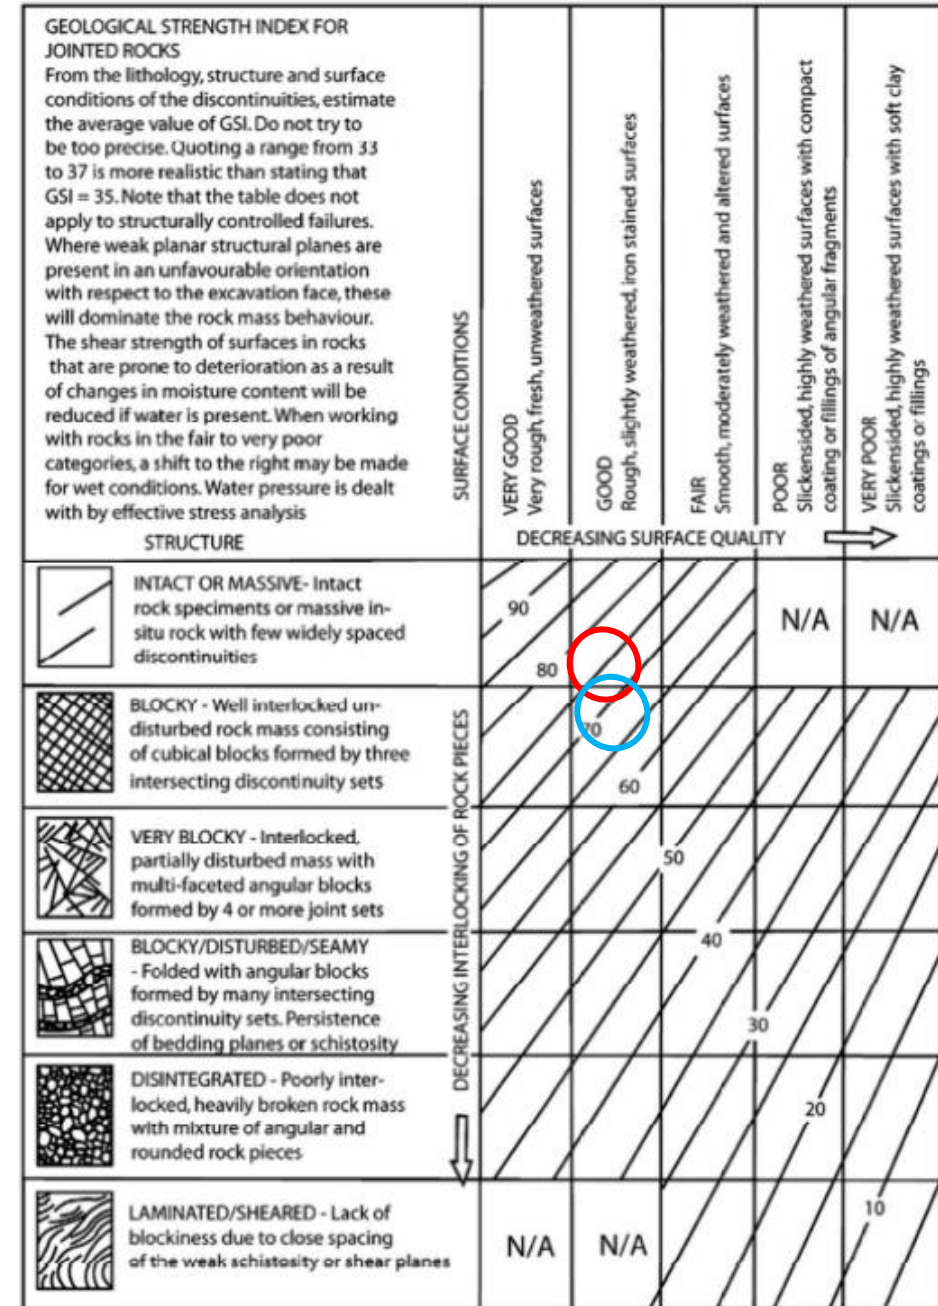 GEOLOGICAL STRENGTH INDEX FOR
JOINTED ROCKS
From the lithology, structure and surface
conditions of the discontinuities, estimate
the average value of GSI. Do not try to
be too precise. Quoting a range from 33
to 37 is more realistic than stating that
GSI = 35. Note that the table does not
apply to structurally controlled failures.
Where weak planar structural planes are
present in an unfavourable orientation
with respect to the excavation face, these
will dominate the rock mass behaviour.
The shear strength of surfaces in rocks
that are prone to deterioration as a result
of changes in moisture content will be
reduced if water is present. When working
with rocks in the fair to very poor
categories, a shift to the right may be made
for wet conditions. Water pressure is dealt
with by effective stress analysis
STRUCTURE
SURFACE CONDITIONS
VERY GOOD
Very rough, fresh, unweathered surfaces
GOOD
Rough, slightly weathered, iron stained surfaces
FAIR
Smooth, moderately weathered and altered surfaces
POOR
Slickensided, highly weathered surfaces with compact
coating or fillings of angular fragments
VERY POOR
Slickensided, highly weathered surfaces with soft clay
coatings or fillings
DECREASING SURFACE QUALITY
INTACT OR MASSIVE- Intact
rock speciments or massive in-
situ rock with few widely spaced
discontinuities
90
80
N/A
N/A
DECREASING INTERLOCKING OF ROCK PIECES
BLOCKY - Well interlocked un-
disturbed rock mass consisting
of cubical blocks formed by three
intersecting discontinuity sets
70
60
VERY BLOCKY - Interlocked,
partially disturbed mass with
multi-faceted angular blocks
formed by 4 or more joint sets
50
40
BLOCKY/DISTURBED/SEAMY
- Folded with angular blocks
formed by many intersecting
discontinuity sets. Persistence
of bedding planes or schistosity
30
DISINTEGRATED - Poorly inter-
locked, heavily broken rock mass
with mixture of angular and
rounded rock pieces
20
LAMINATED/SHEARED - Lack of
blockiness due to close spacing
of the weak schistosity or shear planes
N/A
N/A
10